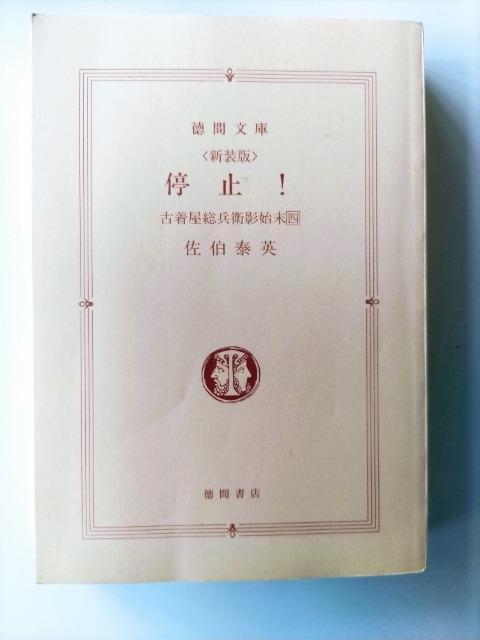 徳間文庫
〈新装版〉
停止！
古着屋総兵衛影始末四
佐伯泰英
徳間書店